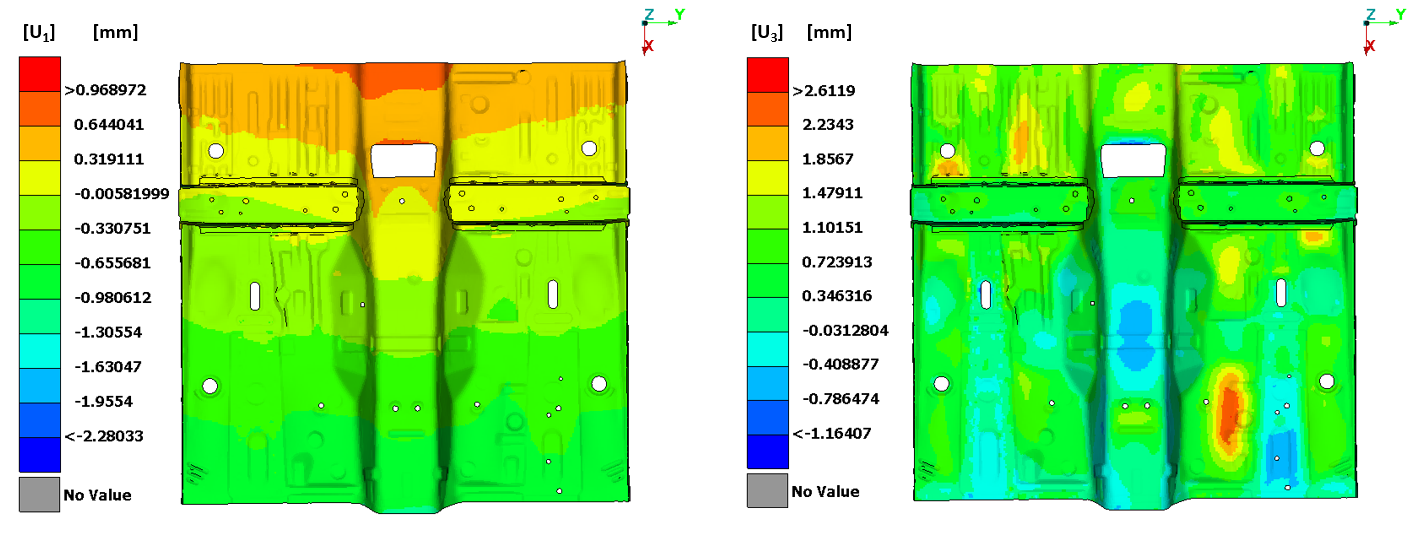 [U₁] [mm]
Z
Y
X
>0.968972
0.644041
0.319111
-0.00581999
-0.330751
-0.655681
-0.980612
-1.30554
-1.63047
-1.9554
<-2.28033
No Value
[U₃] [mm]
Z
Y
X
>2.6119
2.2343
1.8567
1.47911
1.10151
0.723913
0.346316
-0.0312804
-0.408877
-0.786474
<-1.16407
No Value